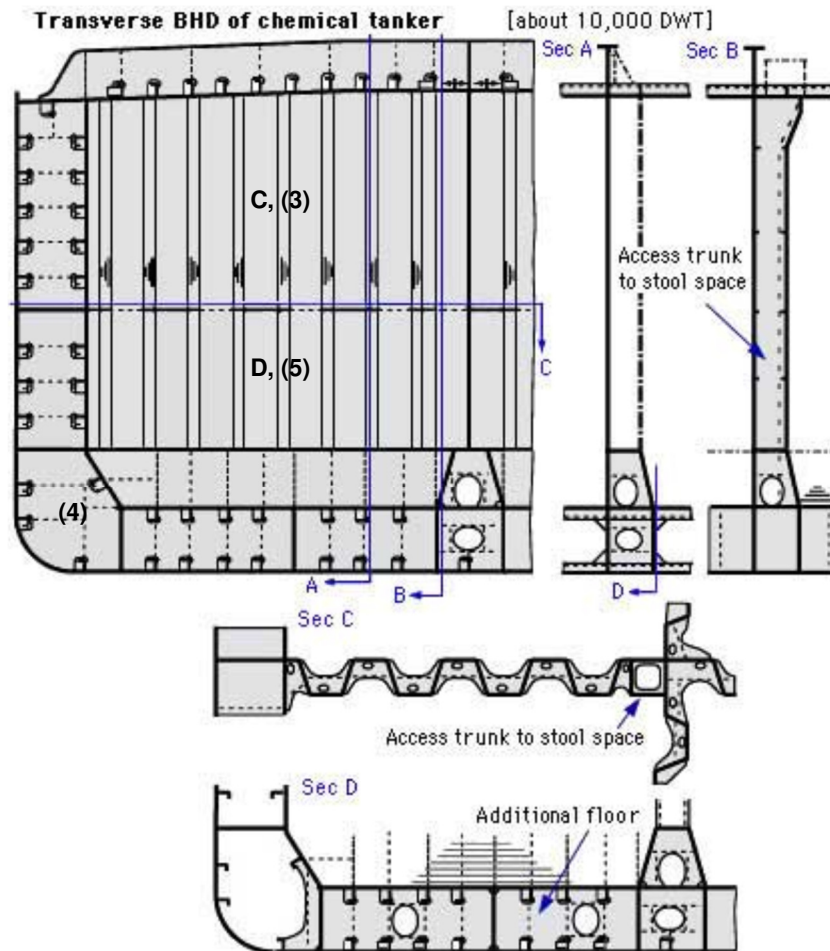 Transverse BHD of chemical tanker
[about 10,000 DWT]
Sec A
Sec B
C, (3)
Access trunk
to stool space
D, (5)
C
(4)
A
B
D
Sec C
Access trunk to stool space
Sec D
Additional floor